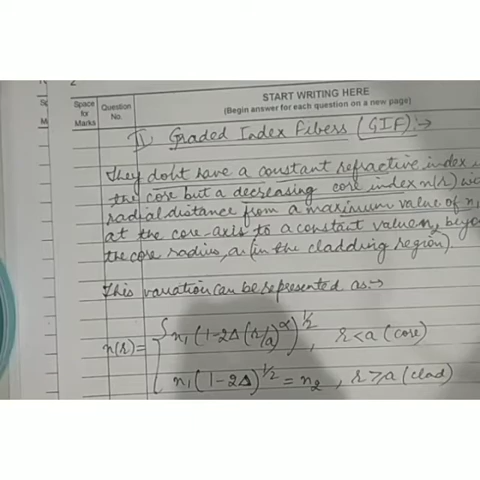 2
Space for Marks
Question No.
START WRITING HERE
(Begin answer for each question on a new page)
II Graded Index Fibers (GIF):→
They don't have a constant refractive index
the core but a decreasing core index n(r) wi
radial distance from a maximum value of n₁
at the core-axis to a constant value n₂ beyo
the core radius, a (in the cladding region).
This variation can be represented as:→
n(r) = { n₁ (1-2Δ (r/a)^α)^1/2 , r<a (core)
n₁ (1-2Δ)^1/2 = n₂ , r≥a (clad)